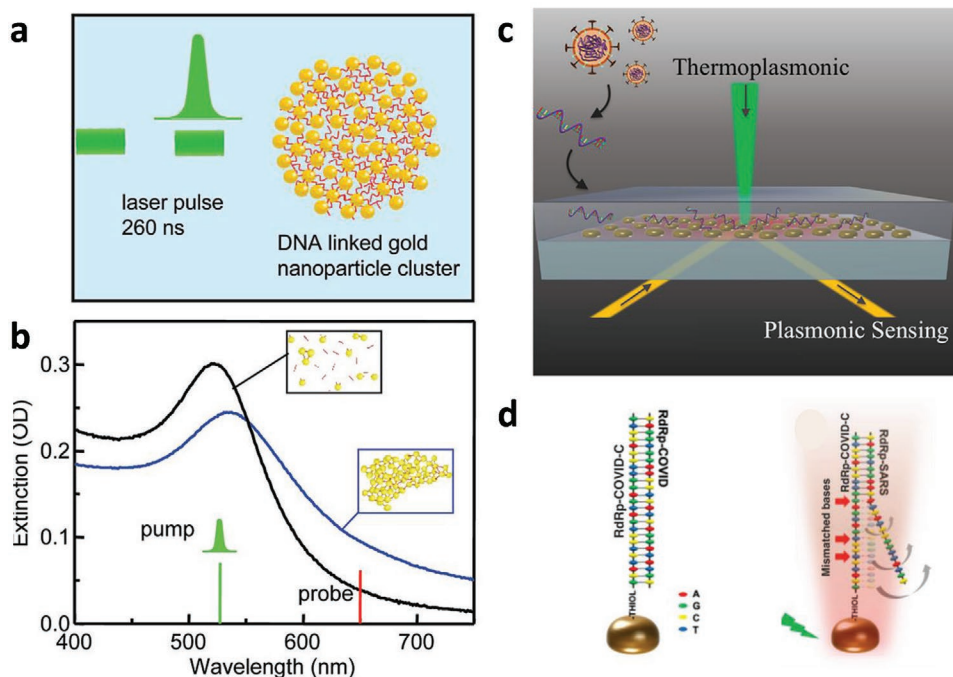 a
laser pulse
260 ns
DNA linked gold
nanoparticle cluster
b
0.3
0.2
0.1
0.0
Extinction (OD)
pump
probe
400
500
600
700
Wavelength (nm)
c
Thermoplasmonic
Plasmonic Sensing
d
RdRp-COVID-C
RdRp-COVID
THIOL
A
G
C
T
RdRp-COVID-C
RdRp-SARS
Mismatched bases
THIOL